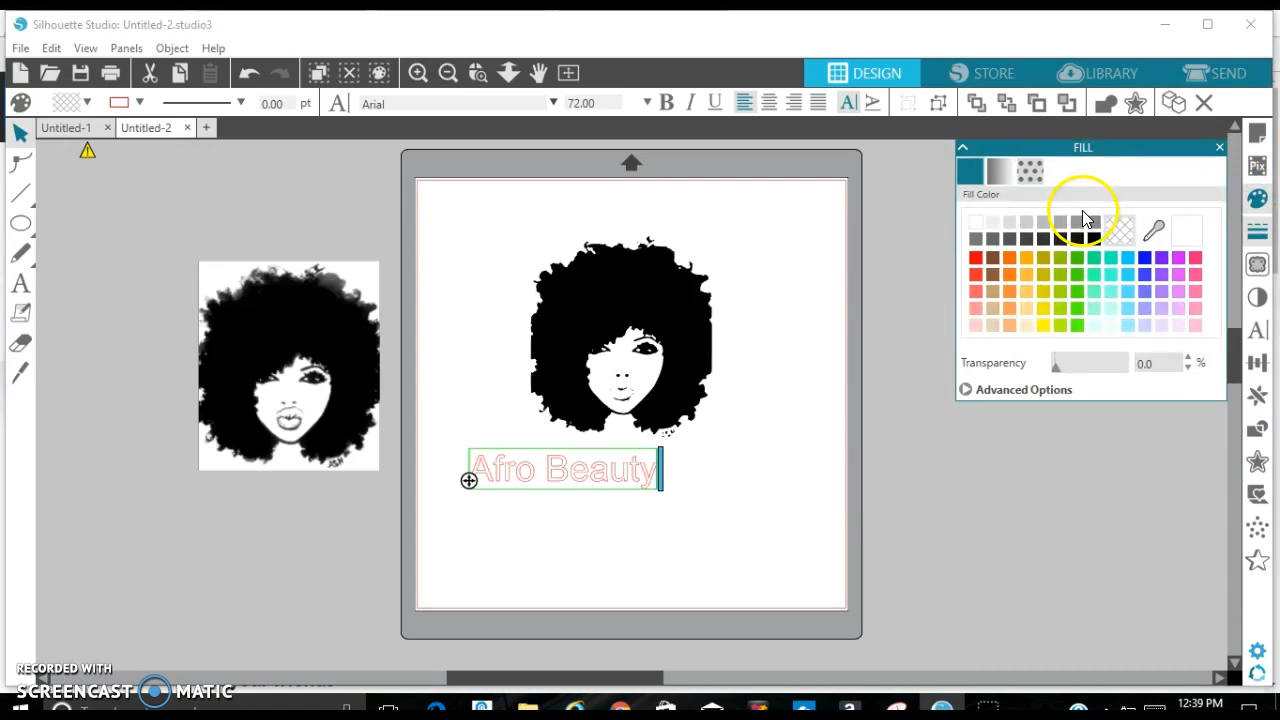 Silhouette Studio: Untitled-2.studio3
File Edit View Panels Object Help
DESIGN STORE LIBRARY SEND
0.00 pt A Arial 72.00 B I U A
Untitled-1 Untitled-2
FILL
Pix
Fill Color
Transparency 0.0 %
Advanced Options
Afro Beauty
RECORDED WITH
SCREENCAST MATIC
12:39 PM